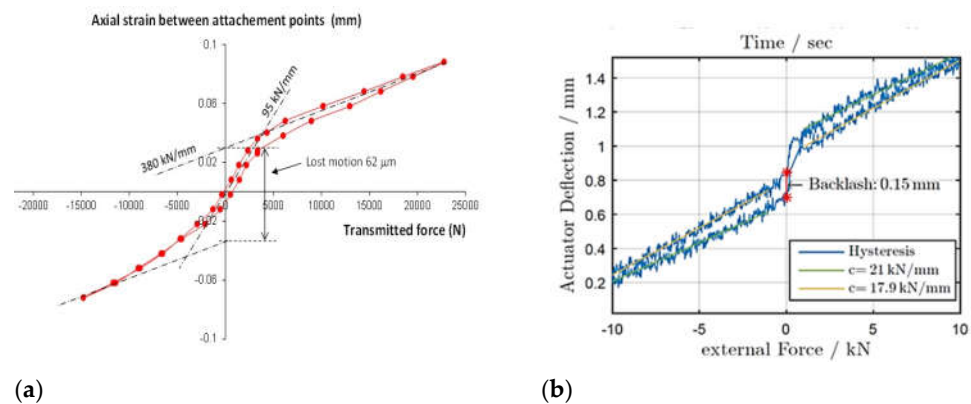 Axial strain between attachement points (mm)
0.1
0.06
0.02
-0.02
-0.06
-0.1
-20000 -15000 -10000 -5000 0 5000 10000 15000 20000 25000
95 kN/mm
380 kN/mm
Lost motion 62 μm
Transmitted force (N)
(a)
Time / sec
Actuator Deflection / mm
1.4
1.2
1
0.8
0.6
0.4
0.2
Backlash: 0.15 mm
Hysteresis
c= 21 kN/mm
c= 17.9 kN/mm
-10 -5 0 5 10
external Force / kN
(b)